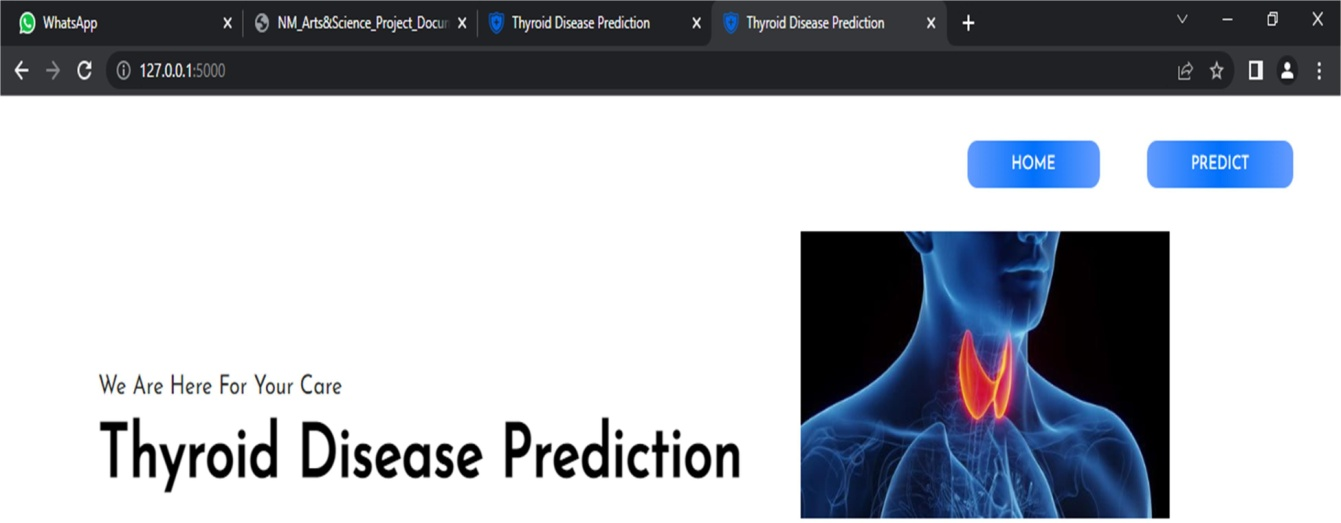 WhatsApp
NM_Arts&Science_Project_Docum
Thyroid Disease Prediction
Thyroid Disease Prediction
127.0.0.1:5000
HOME
PREDICT
We Are Here For Your Care
Thyroid Disease Prediction